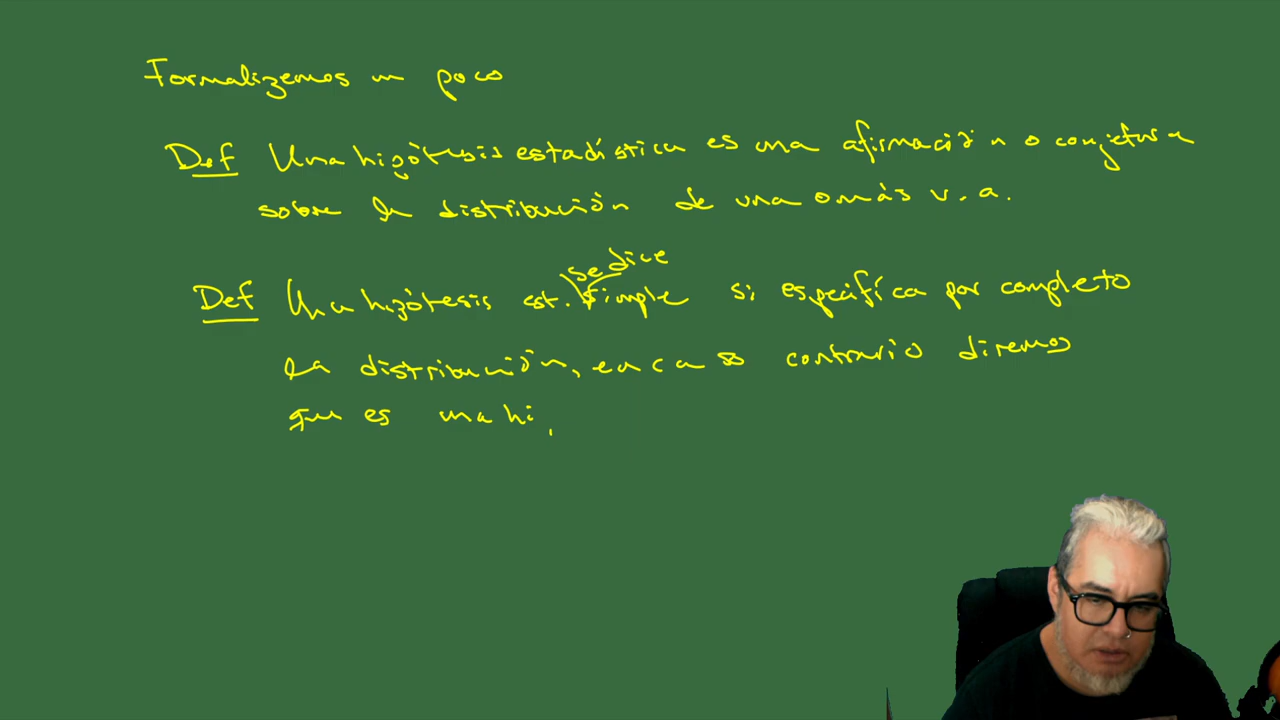 Formalizemos un poco
Def Una hipótesis estadística es una afirmación o conjetura
sobre la distribución de una o más v.a.
se dice
Def Una hipótesis est. simple si específica por completo
la distribución, en caso contrario diremos
que es una hi